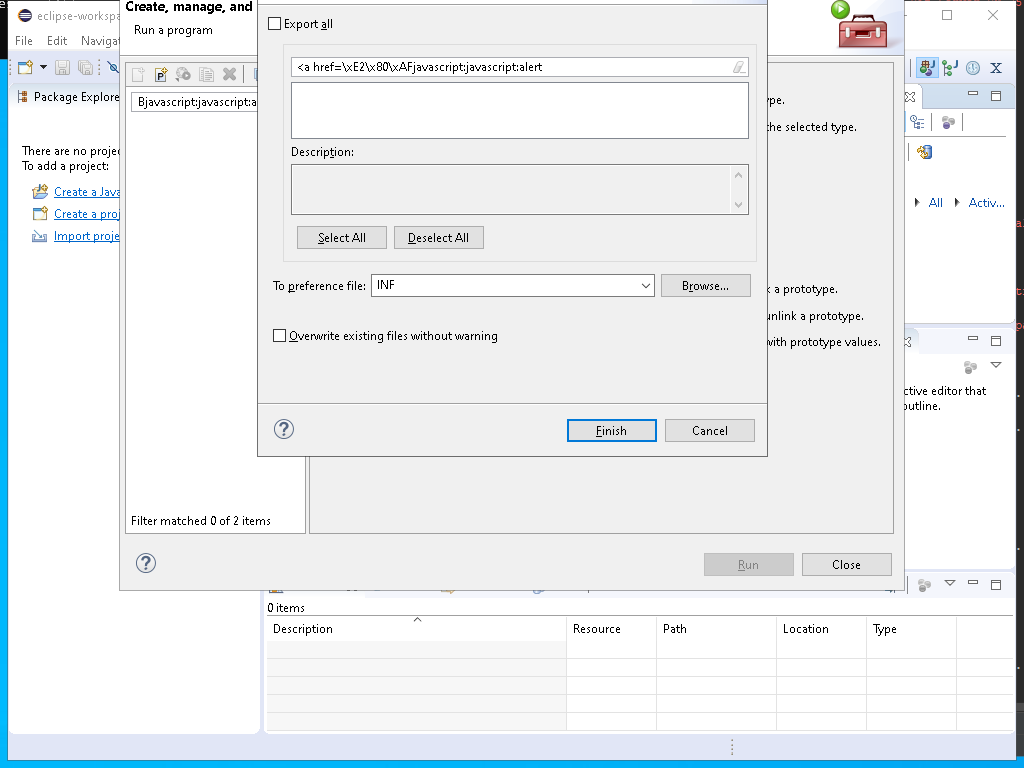 eclipse-workspa
File Edit Navigat
Create, manage, and
Run a program
Package Explore
There are no projec
To add a project:
Create a Java
Create a proj
Import proje
Bjavascript:javascript:a
Filter matched 0 of 2 items
Export all
<a href=\xE2\x80\xAFjavascript:javascript:alert
Description:
Select All
Deselect All
To preference file:
INF
Browse...
Overwrite existing files without warning
Finish
Cancel
ype.
the selected type.
k a prototype.
unlink a prototype.
with prototype values.
Run
Close
All
Activ...
ctive editor that
outline.
0 items
Description Resource Path Location Type